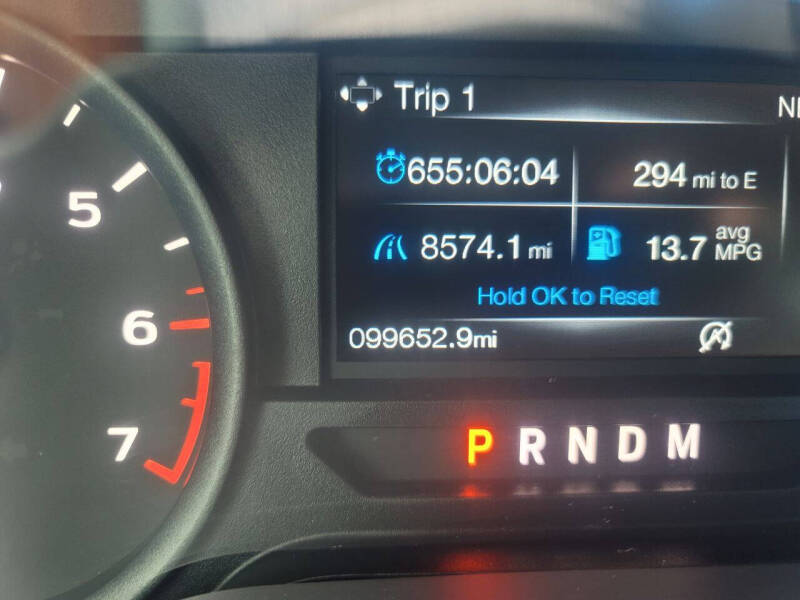 Trip 1
655:06:04
294 mi to E
8574.1 mi
13.7 avg MPG
Hold OK to Reset
099652.9mi
P R N D M
5
6
7